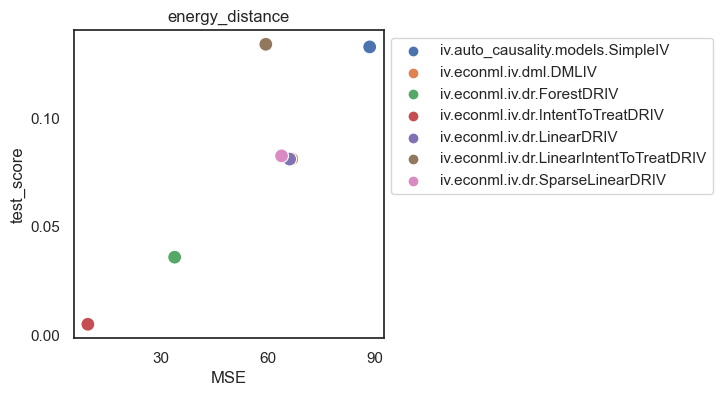 energy_distance
test_score
0.10
0.05
0.00
30
60
90
MSE
iv.auto_causality.models.SimpleIV
iv.econml.iv.dml.DMLIV
iv.econml.iv.dr.ForestDRIV
iv.econml.iv.dr.IntentToTreatDRIV
iv.econml.iv.dr.LinearDRIV
iv.econml.iv.dr.LinearIntentToTreatDRIV
iv.econml.iv.dr.SparseLinearDRIV